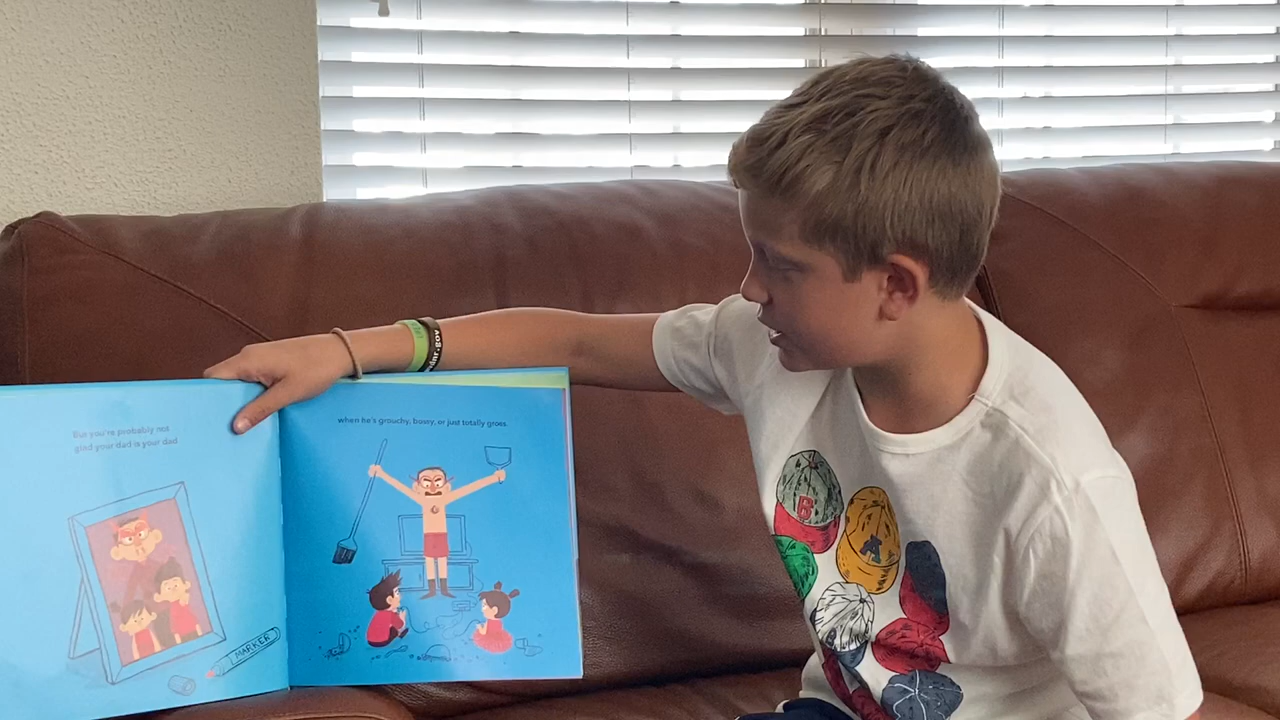 But you're probably not
glad your dad is your dad
when he's grouchy, bossy, or just totally gross.
MARKER
B
A